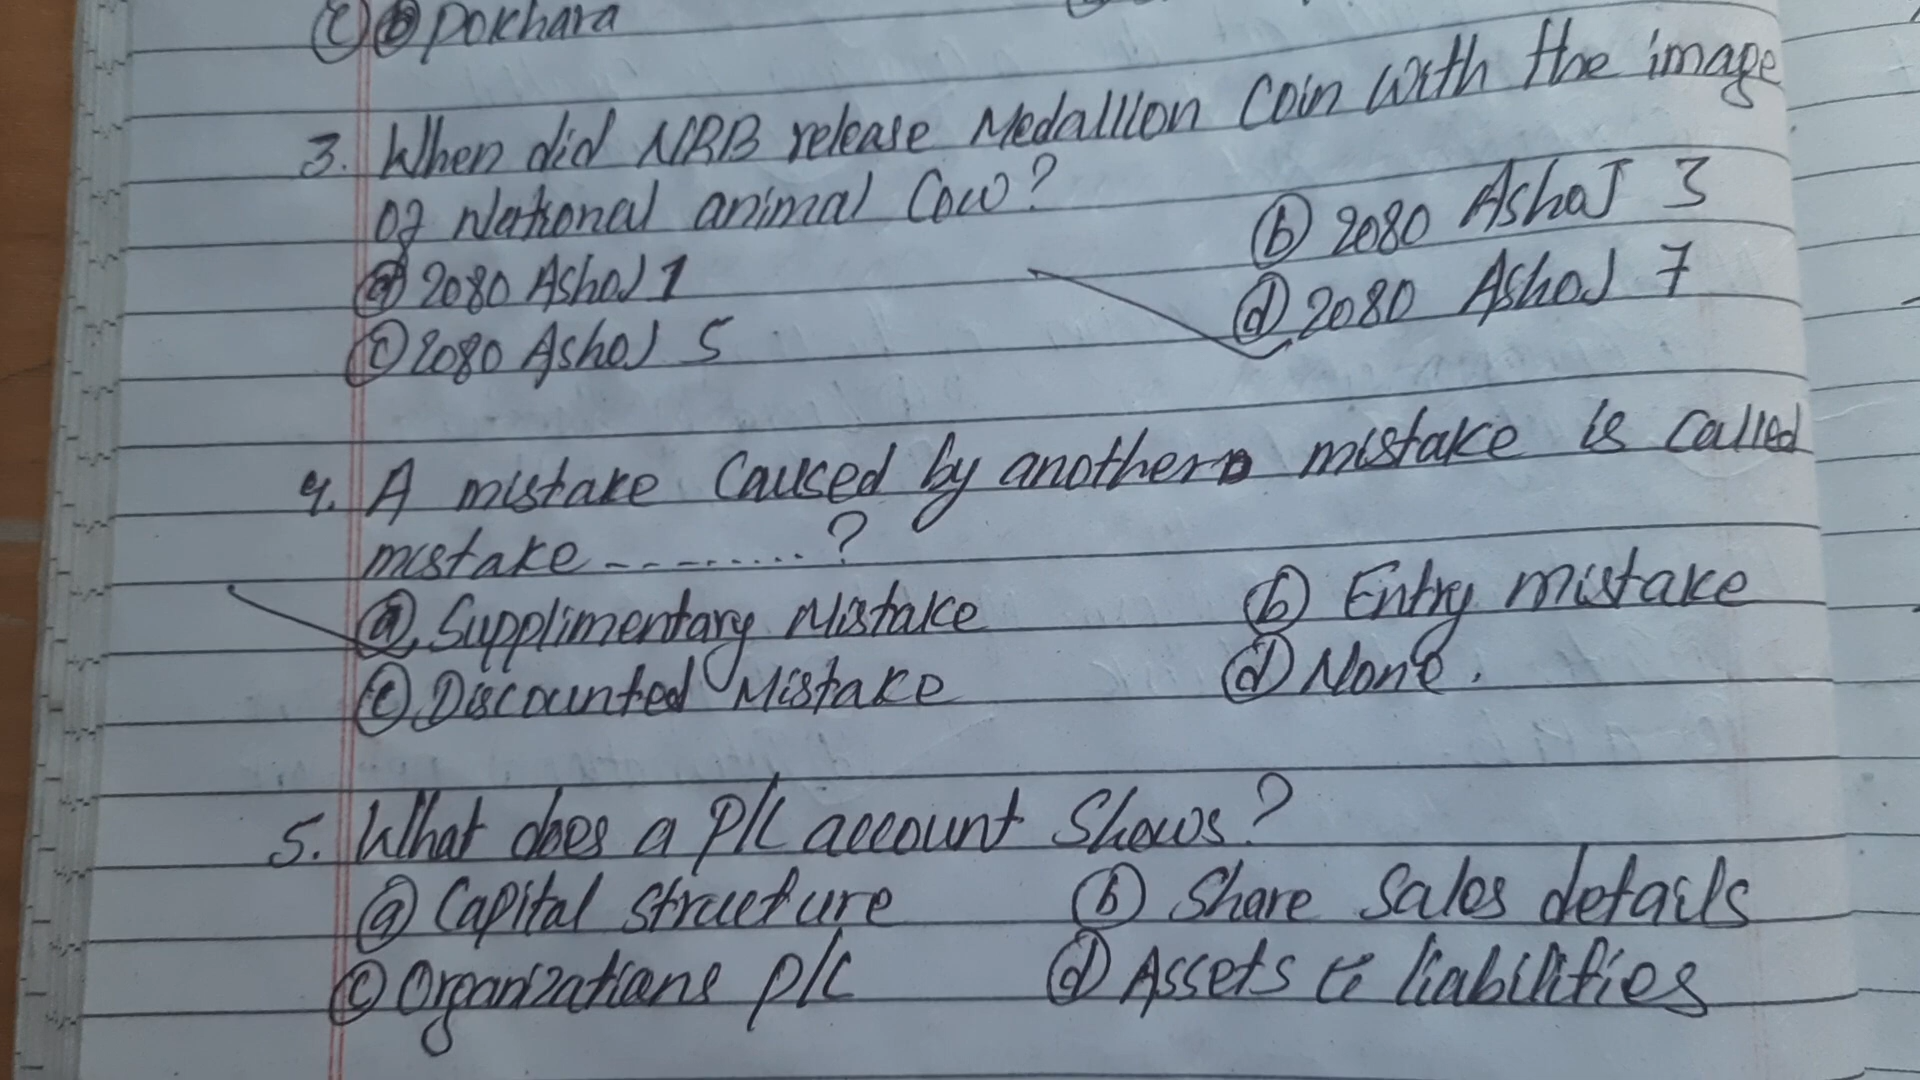 (c) (b) Pokhara
3. When did NRB release Medalllon Coin with the image
of National animal Cow?
(a) 2080 Ashoj 1 (b) 2080 Ashoj 3
(c) 2080 Ashoj 5 (d) 2080 Ashoj 7
4. A mistake Caused by another mistake is called
mistake ---------?
(a) Supplimentary Mistake (b) Entry mistake
(c) Discounted Mistake (d) None.
5. What does a P/L account Shows?
(a) Capital Structure (b) Share Sales details
(c) Organizations P/L (d) Assets & liabilities